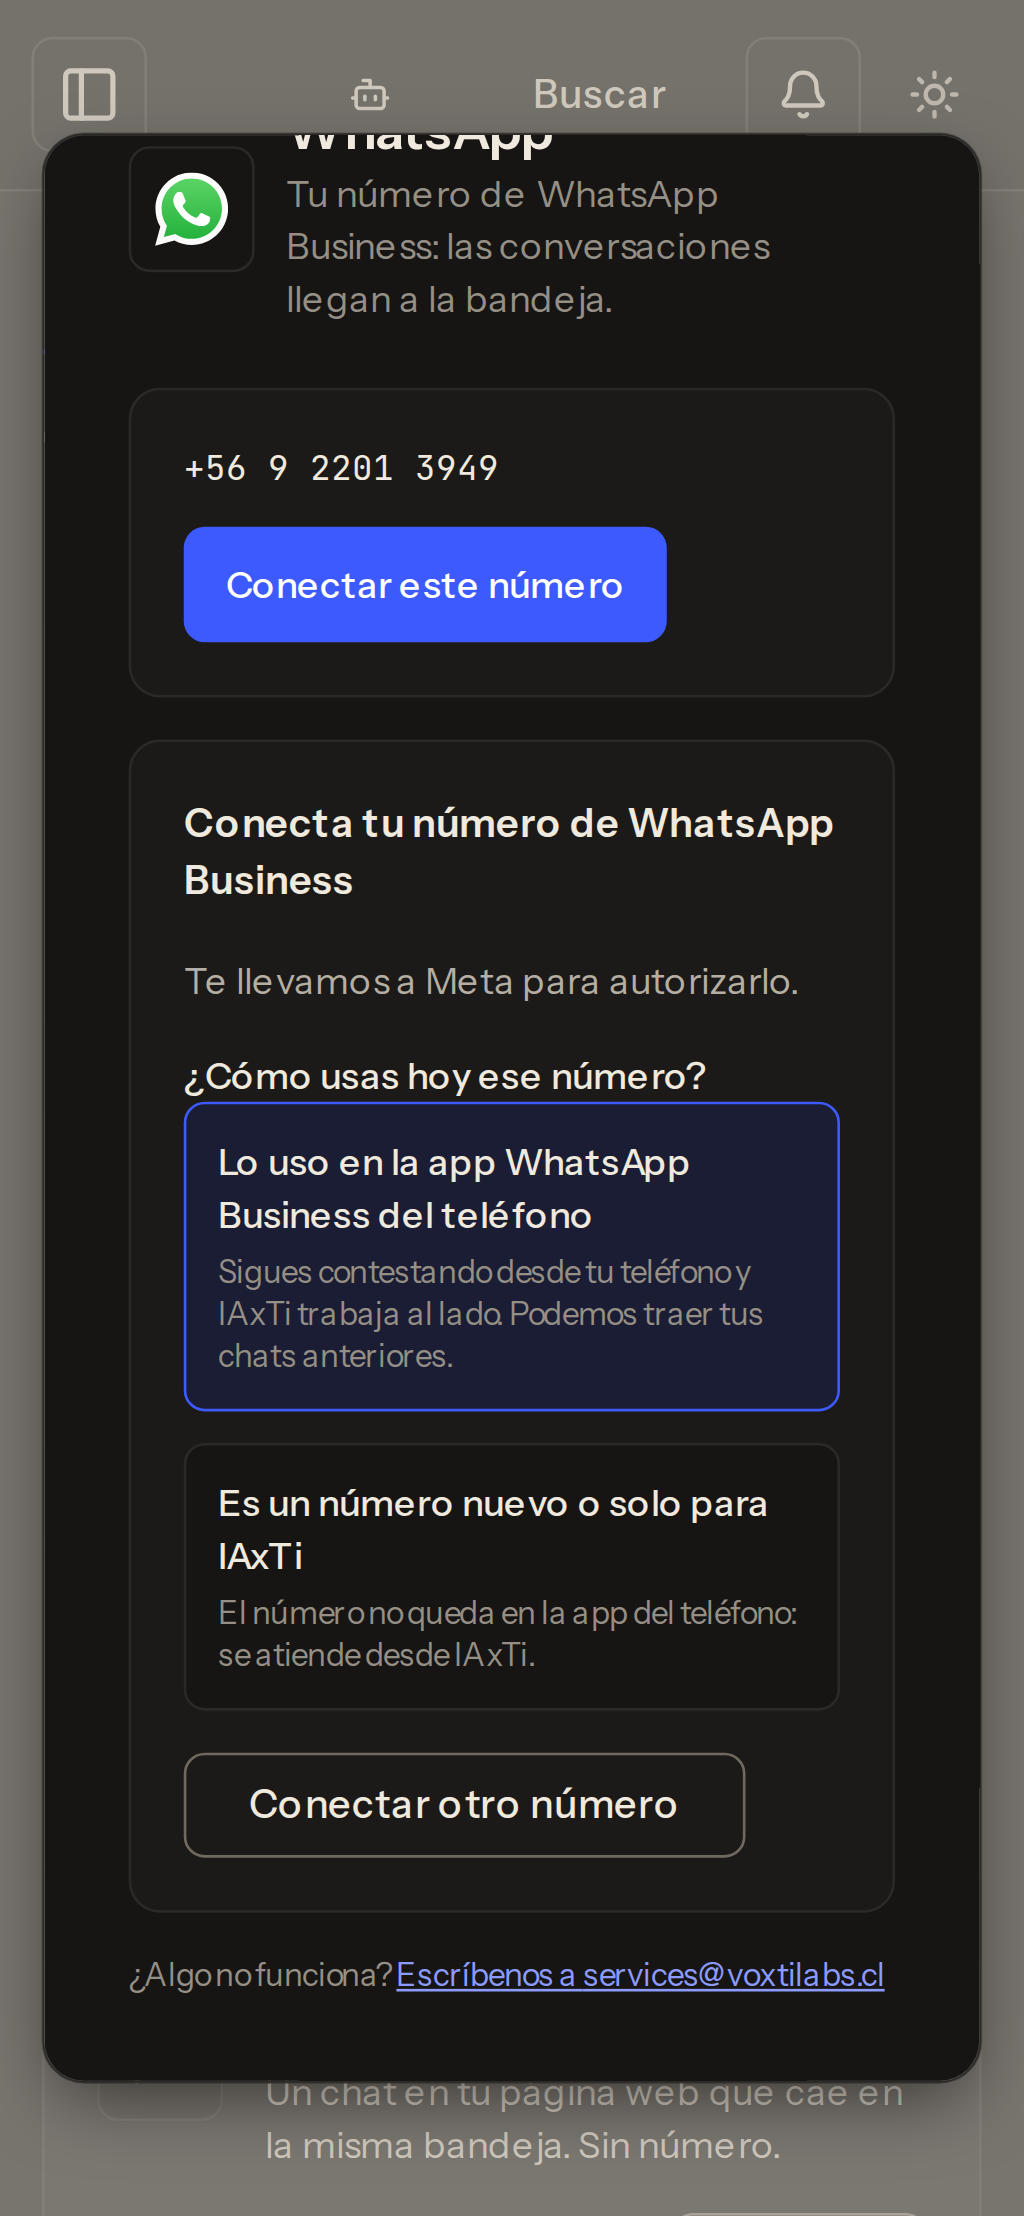 Buscar
WhatsApp
Tu número de WhatsApp
Business: las conversaciones
llegan a la bandeja.
+56 9 2201 3949
Conectar este número
Conecta tu número de WhatsApp
Business
Te llevamos a Meta para autorizarlo.
¿Cómo usas hoy ese número?
Lo uso en la app WhatsApp
Business del teléfono
Sigues contestando desde tu teléfono y
IAxTi trabaja al lado. Podemos traer tus
chats anteriores.
Es un número nuevo o solo para
IAxTi
El número no queda en la app del teléfono:
se atiende desde IAxTi.
Conectar otro número
¿Algo no funciona? Escríbenos a services@voxtilabs.cl
Un chat en tu página web que cae en
la misma bandeja. Sin número.